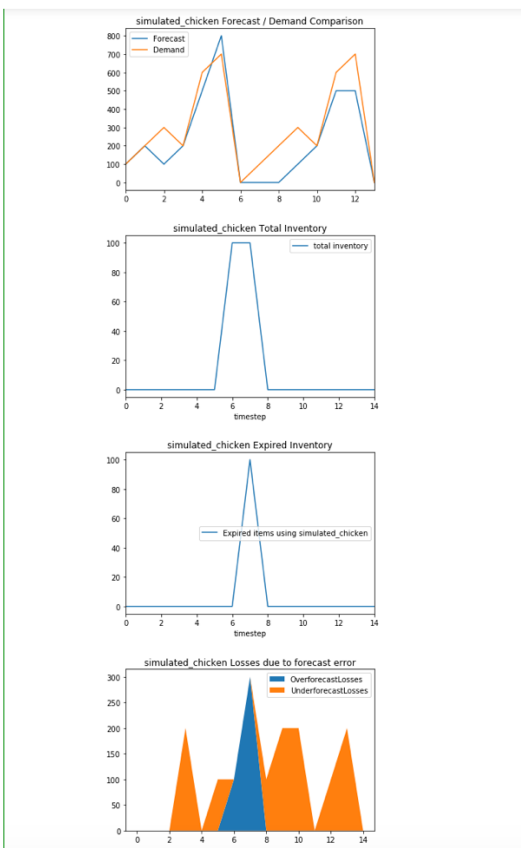 simulated_chicken Forecast / Demand Comparison
800
700
600
500
400
300
200
100
0
Forecast
Demand
0 2 4 6 8 10 12
simulated_chicken Total Inventory
100
80
60
40
20
0
total inventory
0 2 4 6 8 10 12 14
timestep
simulated_chicken Expired Inventory
100
80
60
40
20
0
Expired items using simulated_chicken
0 2 4 6 8 10 12 14
timestep
simulated_chicken Losses due to forecast error
300
250
200
150
100
50
0
OverforecastLosses
UnderforecastLosses
0 2 4 6 8 10 12 14